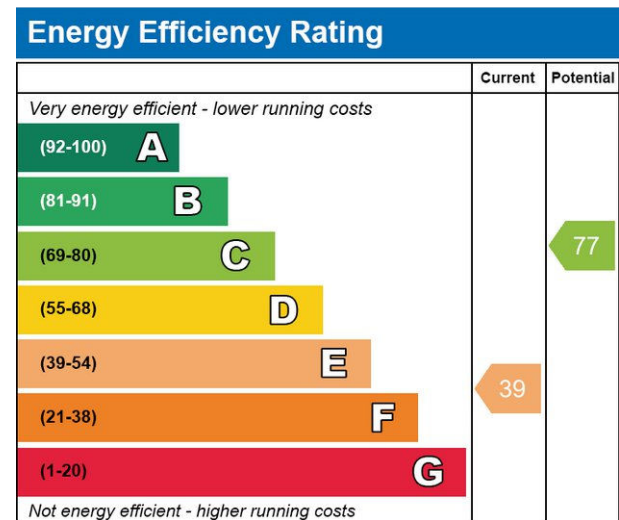 Energy Efficiency Rating
Current Potential
Very energy efficient - lower running costs
(92-100) A
(81-91) B
(69-80) C
77
(55-68) D
(39-54) E
39
(21-38) F
(1-20) G
Not energy efficient - higher running costs